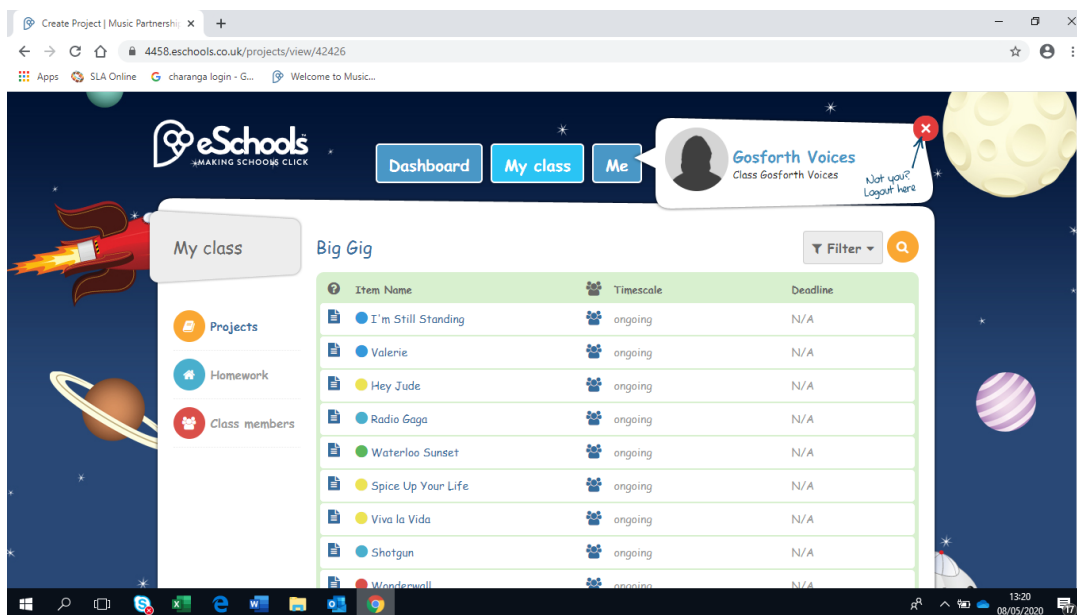 Create Project | Music Partnership
4458.eschools.co.uk/projects/view/42426
Apps SLA Online charanga login - G... Welcome to Music...
eSchools
MAKING SCHOOLS CLICK
Dashboard My class Me
Gosforth Voices
Class Gosforth Voices
Not you?
Logout here
My class
Projects
Homework
Class members
Big Gig
Filter
Item Name Timescale Deadline
I'm Still Standing ongoing N/A
Valerie ongoing N/A
Hey Jude ongoing N/A
Radio Gaga ongoing N/A
Waterloo Sunset ongoing N/A
Spice Up Your Life ongoing N/A
Viva la Vida ongoing N/A
Shotgun ongoing N/A
Wonderwall ongoing N/A
13:20
08/05/2020
17